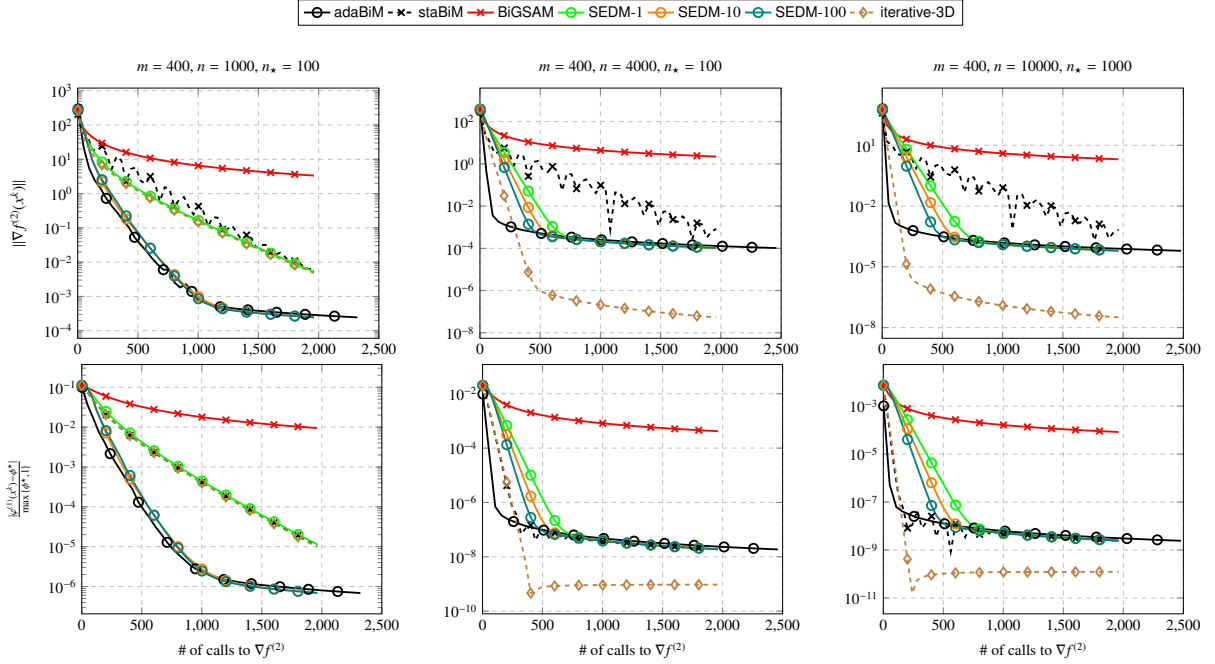 adaBiM staBiM BiGSAM SEDM-1 SEDM-10 SEDM-100 iterative-3D
m = 400, n = 1000, n⋆ = 100
m = 400, n = 4000, n⋆ = 100
m = 400, n = 10000, n⋆ = 1000
||∇f⁽²⁾(xᵏ)||
10³
10²
10¹
10⁰
10⁻¹
10⁻²
10⁻³
10⁻⁴
0 500 1,000 1,500 2,000 2,500
10²
10⁰
10⁻²
10⁻⁴
10⁻⁶
10⁻⁸
0 500 1,000 1,500 2,000 2,500
10¹
10⁻²
10⁻⁵
10⁻⁸
0 500 1,000 1,500 2,000 2,500
|φ⁽¹⁾(xᵏ)−ϕ⋆|
max{ϕ⋆,1}
10⁻¹
10⁻²
10⁻³
10⁻⁴
10⁻⁵
10⁻⁶
0 500 1,000 1,500 2,000 2,500
# of calls to ∇f⁽²⁾
10⁻²
10⁻⁴
10⁻⁶
10⁻⁸
10⁻¹⁰
0 500 1,000 1,500 2,000 2,500
# of calls to ∇f⁽²⁾
10⁻³
10⁻⁵
10⁻⁷
10⁻⁹
10⁻¹¹
0 500 1,000 1,500 2,000 2,500
# of calls to ∇f⁽²⁾